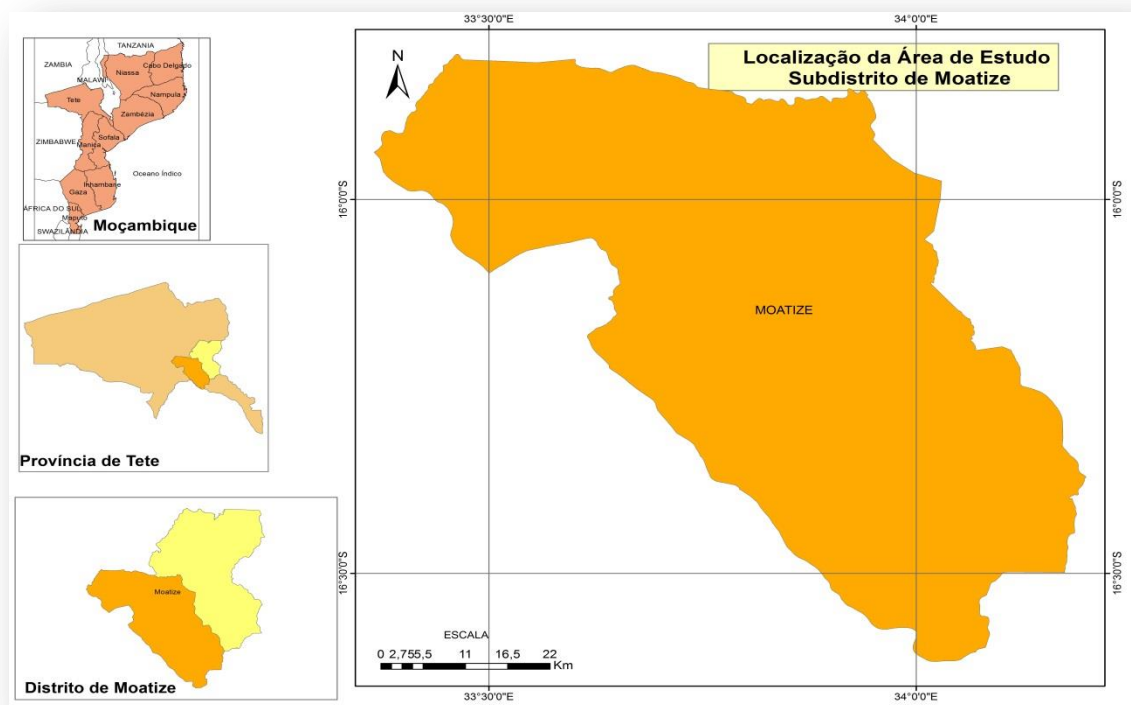 TANZANIA
ZAMBIA
Cabo Delgado
Niassa
MALAWI
Nampula
Tete
Zambézia
Sofala
ZIMBABWE
Manica
Oceano Índico
Inhambane
Gaza
ÁFRICA DO SUL
Maputo
Moçambique
SWAZILÂNDIA
Província de Tete
Moatize
Distrito de Moatize
33°30'0"E
34°0'0"E
N
Localização da Área de Estudo
Subdistrito de Moatize
16°0'0"S
16°0'0"S
MOATIZE
16°30'0"S
16°30'0"S
ESCALA
0 2,75 5,5 11 16,5 22
Km
33°30'0"E
34°0'0"E